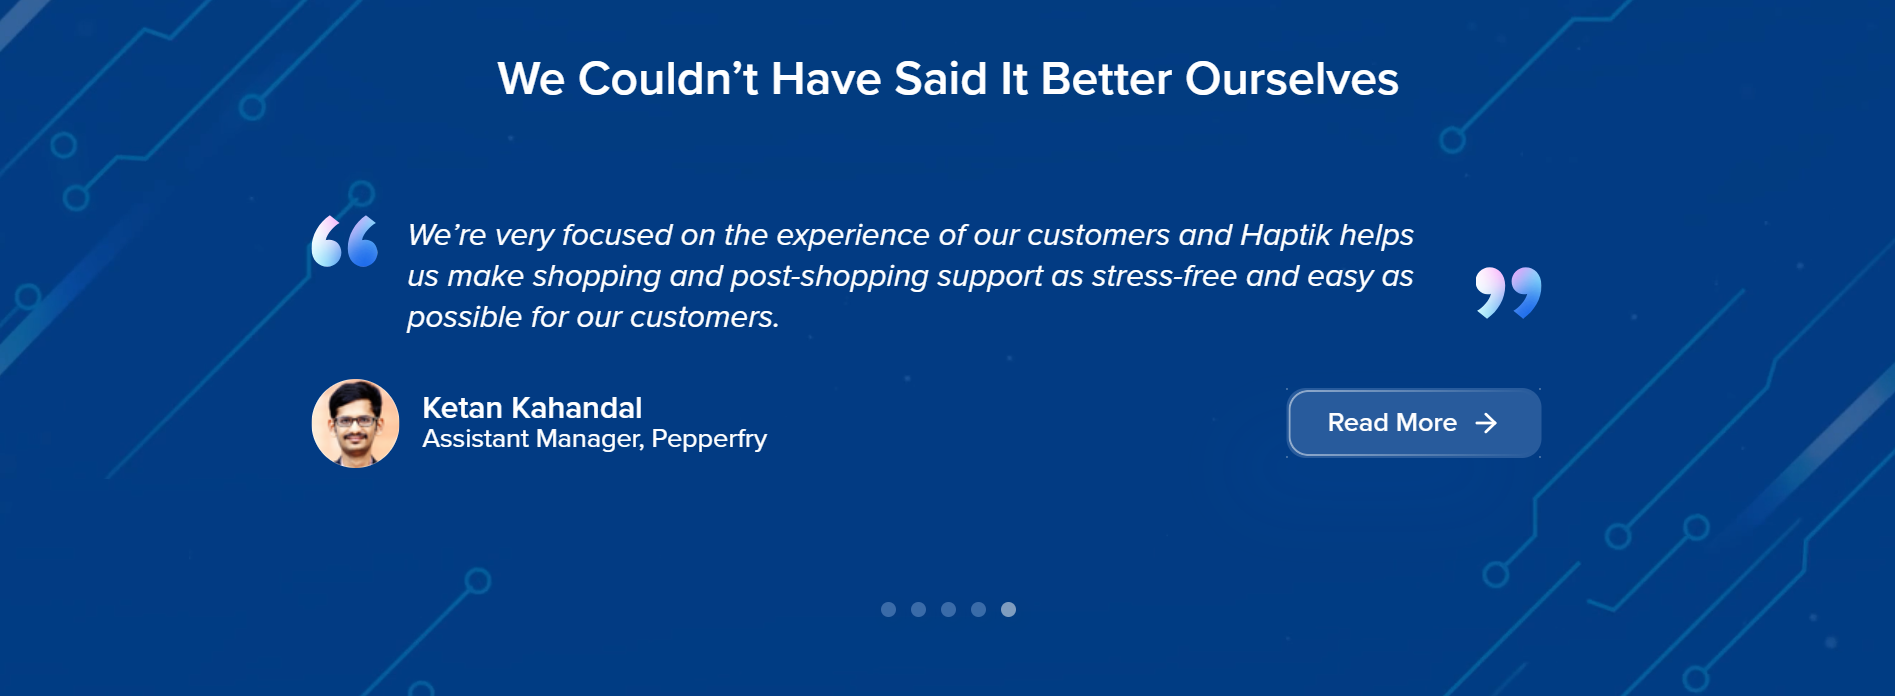 We Couldn’t Have Said It Better Ourselves
We’re very focused on the experience of our customers and Haptik helps
us make shopping and post-shopping support as stress-free and easy as
possible for our customers.
Ketan Kahandal
Assistant Manager, Pepperfry
Read More